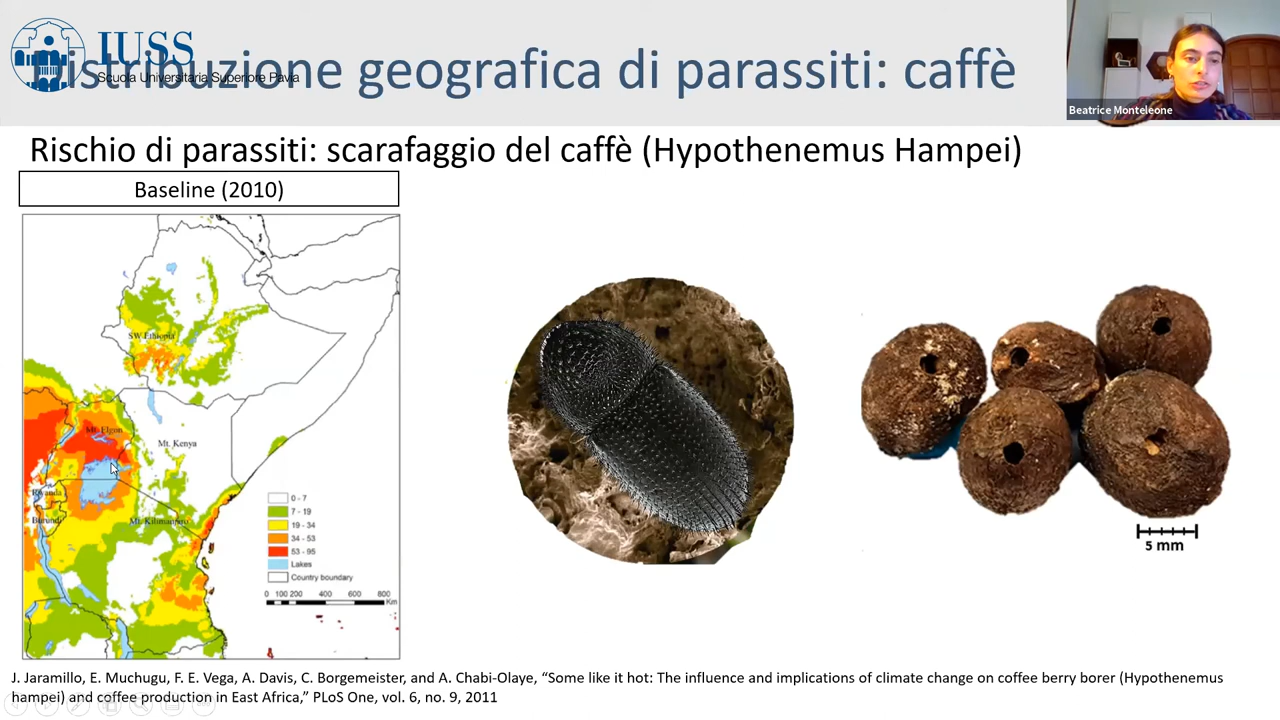 IUSS
Scuola Universitaria Superiore Pavia
Distribuzione geografica di parassiti: caffè
Beatrice Monteleone
Rischio di parassiti: scarafaggio del caffè (Hypothenemus Hampei)
Baseline (2010)
SW Ethiopia
Mt. Elgon
Mt. Kenya
Rwanda
Burundi
Mt. Kilimanjaro
0 - 7
7 - 19
19 - 34
34 - 53
53 - 95
Lakes
Country boundary
0 100 200 400 600 800
Km
5 mm
J. Jaramillo, E. Muchugu, F. E. Vega, A. Davis, C. Borgemeister, and A. Chabi-Olaye, “Some like it hot: The influence and implications of climate change on coffee berry borer (Hypothenemus
hampei) and coffee production in East Africa,” PLoS One, vol. 6, no. 9, 2011